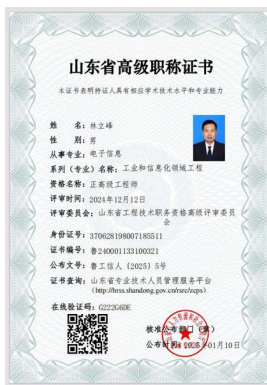 山东省高级职称证书
本证书表明持证人具有相应学术技术水平和专业能力
姓 名：林立峰
性 别：男
从事专业：电子信息
系列（专业）名称：工业和信息化领域工程
资格名称：正高级工程师
评审时间：2024年12月12日
评审委员会：山东省工程技术职务资格高级评审委员
会
身份证号：370628198007185511
证书编号：鲁240001133100321
公布文号：鲁工信人〔2025〕5号
证书查询：山东省专业技术人员管理服务平台
(http://hrss.shandong.gov.cn/rsrc/zcps)
在线验证码：G222G6DE
核准公布部门（章）
公布时间：2025年01月10日